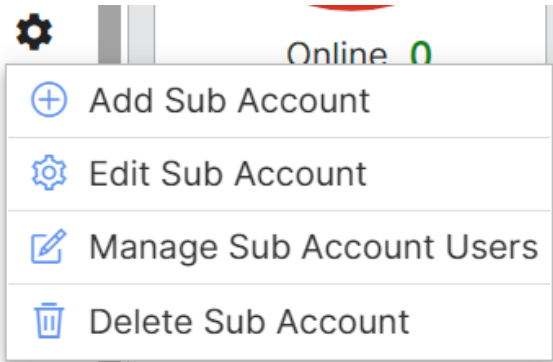 Online 0
Add Sub Account
Edit Sub Account
Manage Sub Account Users
Delete Sub Account